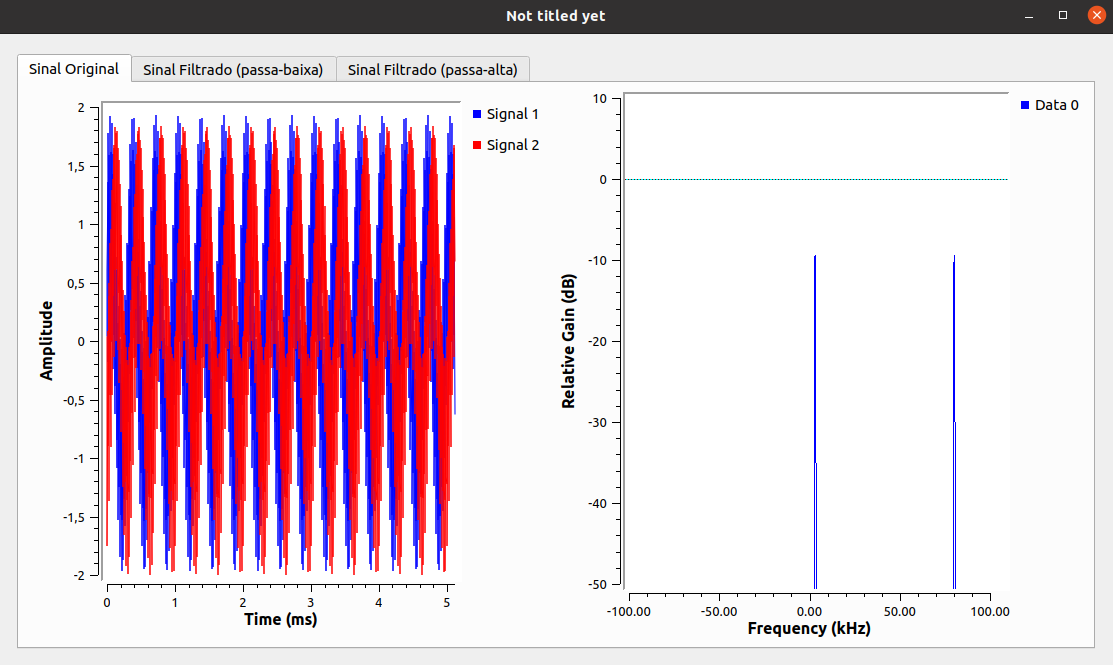 Not titled yet
Sinal Original
Sinal Filtrado (passa-baixa)
Sinal Filtrado (passa-alta)
Amplitude
2
1,5
1
0,5
0
-0,5
-1
-1,5
-2
0
1
2
3
4
5
Time (ms)
Signal 1
Signal 2
Relative Gain (dB)
10
0
-10
-20
-30
-40
-50
-100.00
-50.00
0.00
50.00
100.00
Frequency (kHz)
Data 0